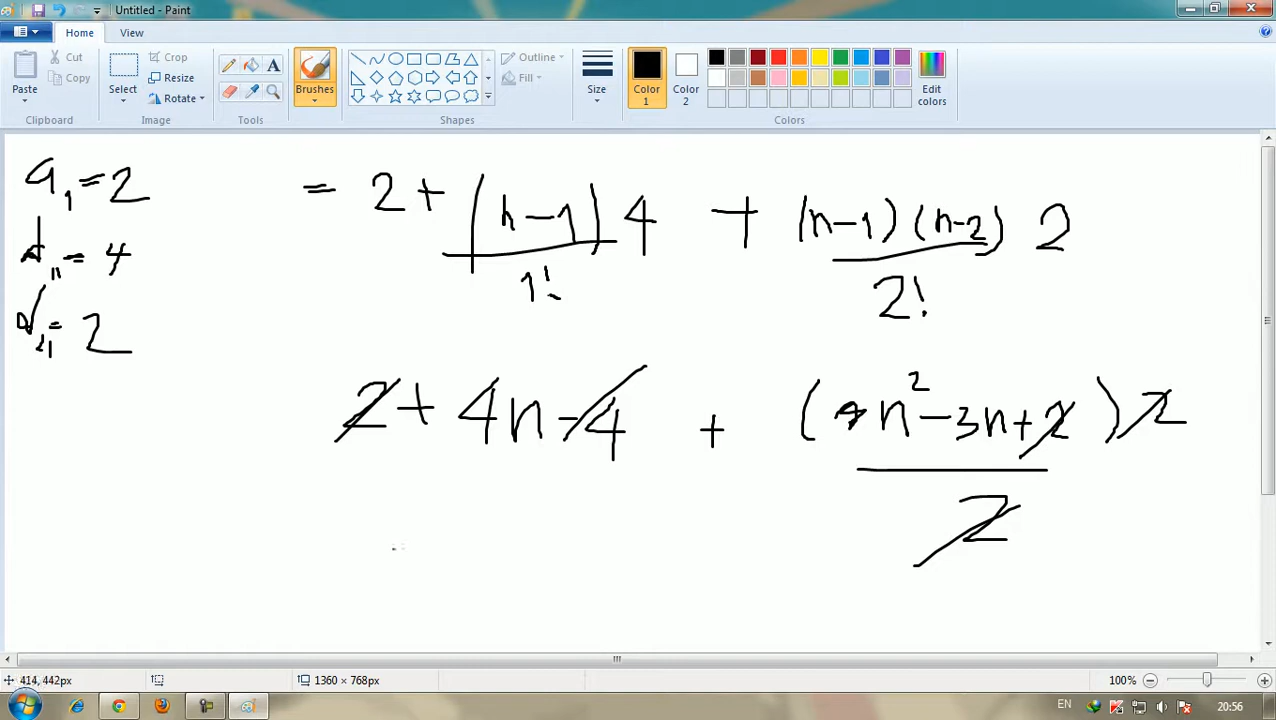 Untitled - Paint
Home View
Paste
Cut
Copy
Clipboard
Select
Crop
Resize
Rotate
Image
A
Tools
Brushes
Outline
Fill
Shapes
Size
Color
1
Color
2
Edit
colors
Colors
a₁ = 2
= 2 + (n-1)4/1! + (n-1)(n-2)2/2!
= 4
= 2
2 + 4n - 4 + (n² - 3n + 2)2/2
414, 442px
1360 × 768px
100%
EN
20:56